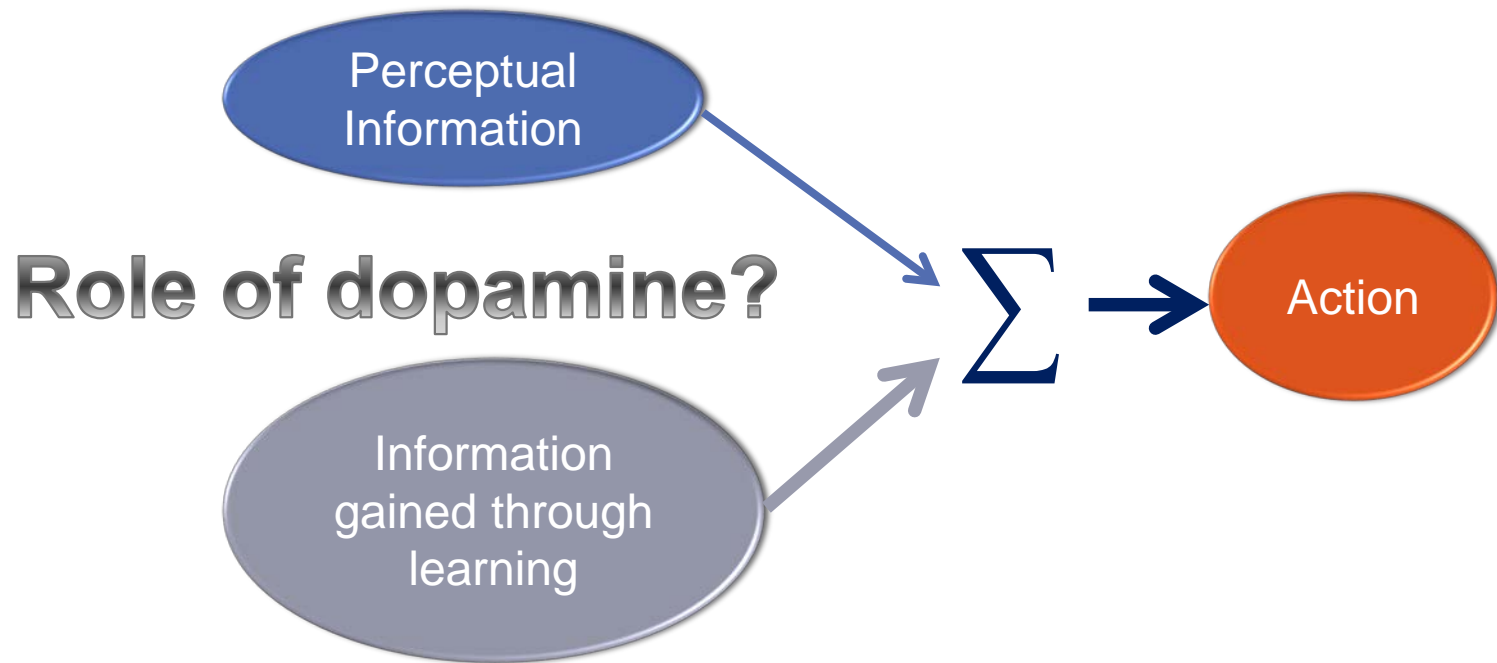 Perceptual
Information
Role of dopamine?
∑
Action
Information
gained through
learning